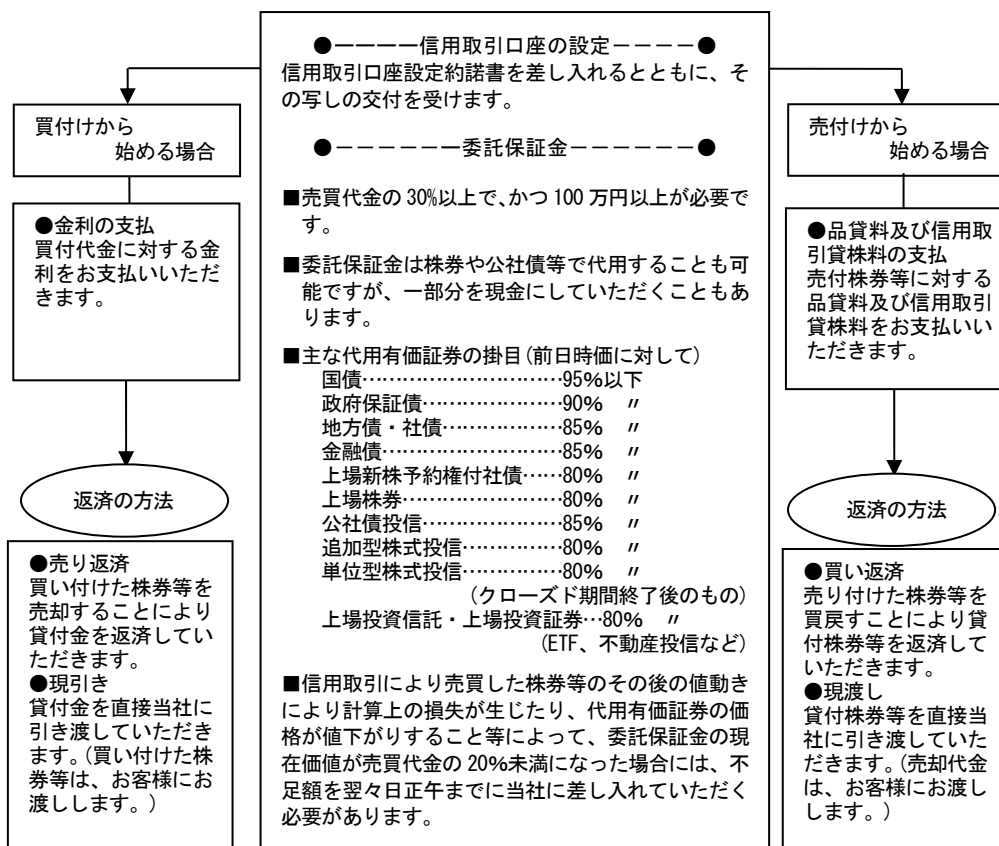 ●――――信用取引口座の設定――――●
信用取引口座設定約諾書を差し入れるとともに、そ
の写しの交付を受けます。
●――――――委託保証金――――――●
■売買代金の 30%以上で、かつ 100 万円以上が必要で
す。
■委託保証金は株券や公社債等で代用することも可
能ですが、一部分を現金にしていただくこともあ
ります。
■主な代用有価証券の掛目(前日時価に対して)
国債…………………………95%以下
政府保証債…………………90% 〃
地方債・社債………………85% 〃
金融債………………………85% 〃
上場新株予約権付社債……80% 〃
上場株券……………………80% 〃
公社債投信…………………85% 〃
追加型株式投信……………80% 〃
単位型株式投信……………80% 〃
(クローズド期間終了後のもの)
上場投資信託・上場投資証券…80% 〃
(ETF、不動産投信など)
■信用取引により売買した株券等のその後の値動き
により計算上の損失が生じたり、代用有価証券の価
格が値下がりすること等によって、委託保証金の現
在価値が売買代金の 20%未満になった場合には、不
足額を翌々日正午までに当社に差し入れていただく
必要があります。
買付けから
始める場合
●金利の支払
買付代金に対する金
利をお支払いいただ
きます。
返済の方法
●売り返済
買い付けた株券等を
売却することにより
貸付金を返済してい
ただきます。
●現引き
貸付金を直接当社に
引き渡していただき
ます。(買い付けた株
券等は、お客様にお
渡しします。)
売付けから
始める場合
●品貸料及び信用取
引貸株料の支払
売付株券等に対する
品貸料及び信用取引
貸株料をお支払いい
ただきます。
返済の方法
●買い返済
売り付けた株券等を
買戻すことにより貸
付株券等を返済して
いただきます。
●現渡し
貸付株券等を直接当
社に引き渡していた
だきます。(売却代金
は、お客様にお渡し
します。)